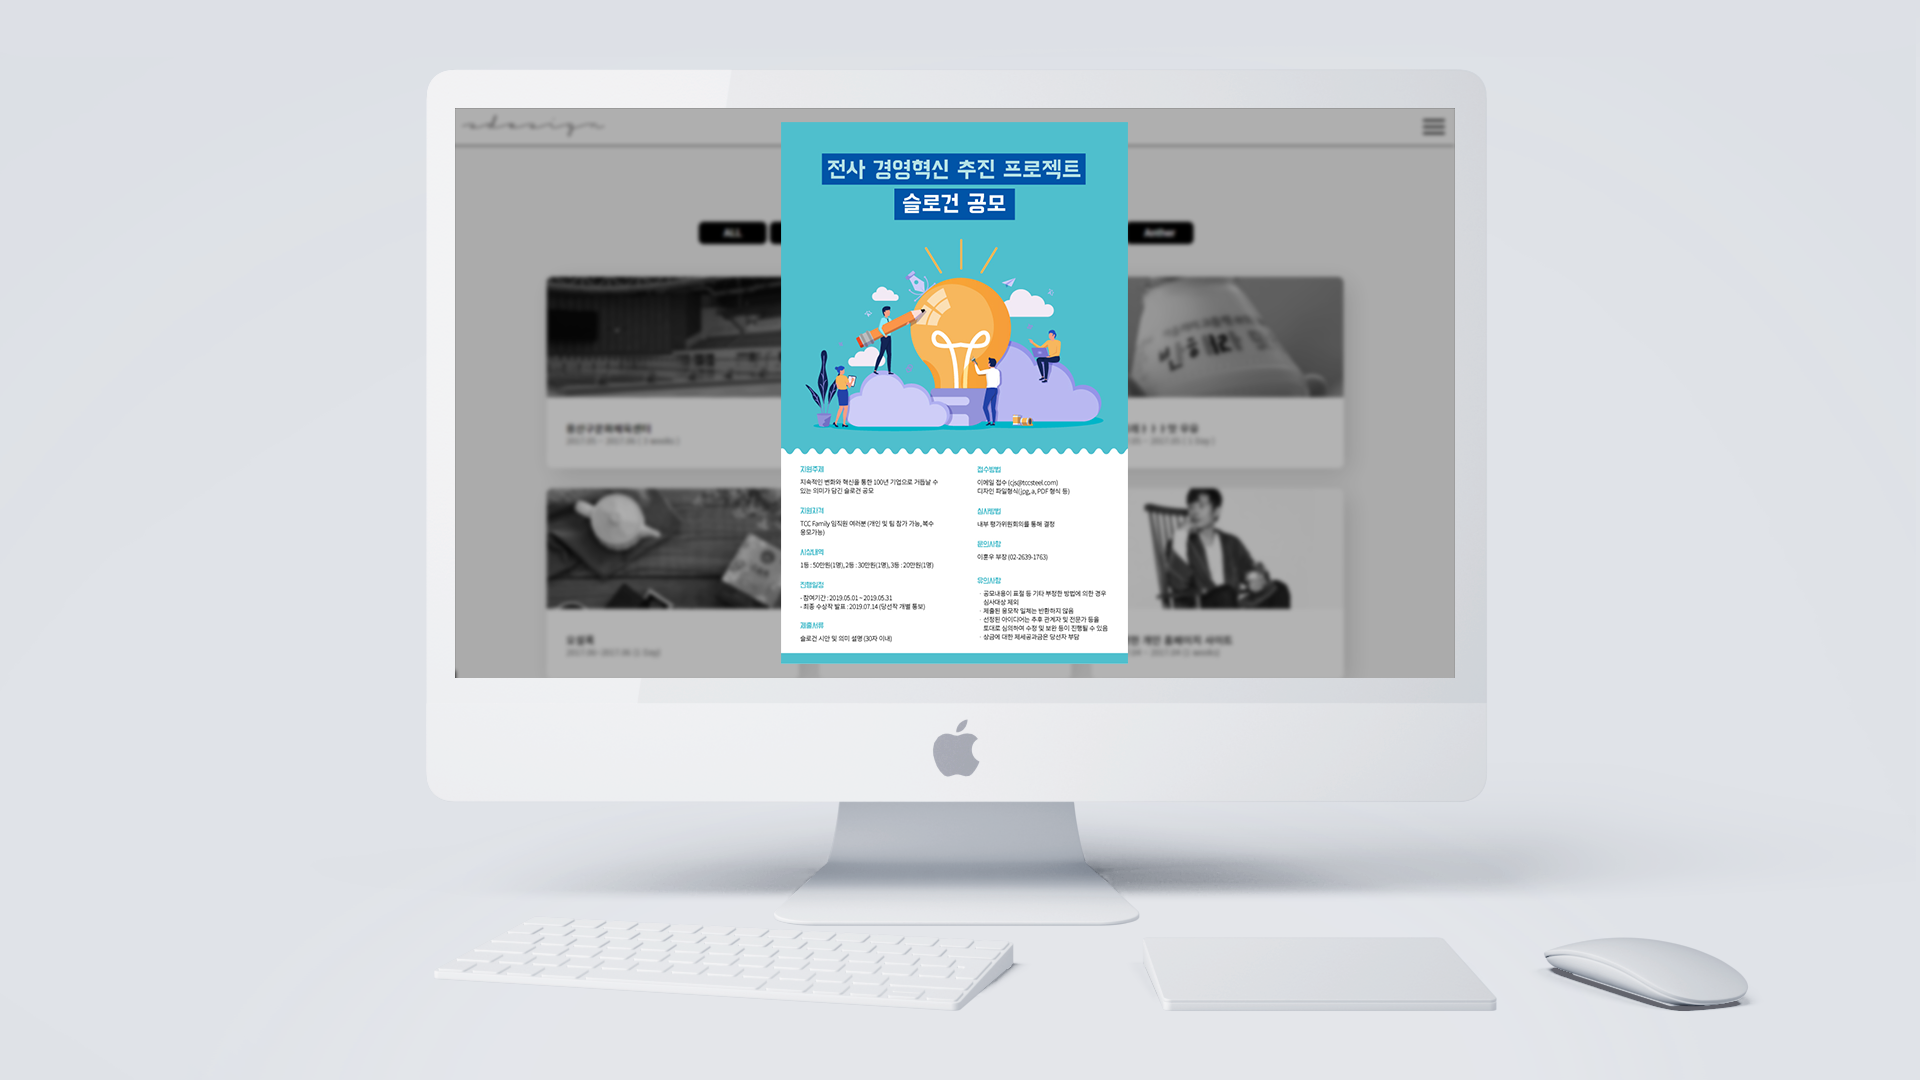 전사 경영혁신 추진 프로젝트
슬로건 공모
ALL
Another
지원주제
지속적인 변화와 혁신을 통한 100년 기업으로 거듭날 수
있는 의미가 담긴 슬로건 공모
지원자격
TCC Family 임직원 여러분 (개인 및 팀 참가 가능, 복수
응모가능)
시상내역
1등 : 50만원(1명), 2등 : 30만원(1명), 3등 : 20만원(1명)
진행일정
- 참여기간 : 2019.05.01 ~ 2019.05.31
- 최종 수상작 발표 : 2019.07.14 (당선작 개별 통보)
제출서류
슬로건 시안 및 의미 설명 (30자 이내)
접수방법
이메일 접수 (cjs@tccsteel.com)
디자인 파일형식(jpg, a, PDF 형식 등)
심사방법
내부 평가위원회의를 통해 결정
문의사항
이훈우 부장 (02-2639-1763)
유의사항
· 공모내용이 표절 등 기타 부정한 방법에 의한 경우
심사대상 제외
· 제출된 응모작 일체는 반환하지 않음
· 선정된 아이디어는 추후 관계자 및 전문가 등을
토대로 심의하여 수정 및 보완 등이 진행될 수 있음
· 상금에 대한 제세공과금은 당선자 부담